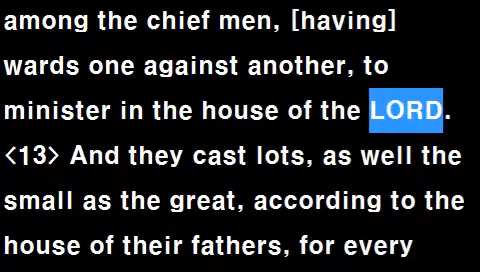 among the chief men, [having]
wards one against another, to
minister in the house of the LORD.
<13> And they cast lots, as well the
small as the great, according to the
house of their fathers, for every